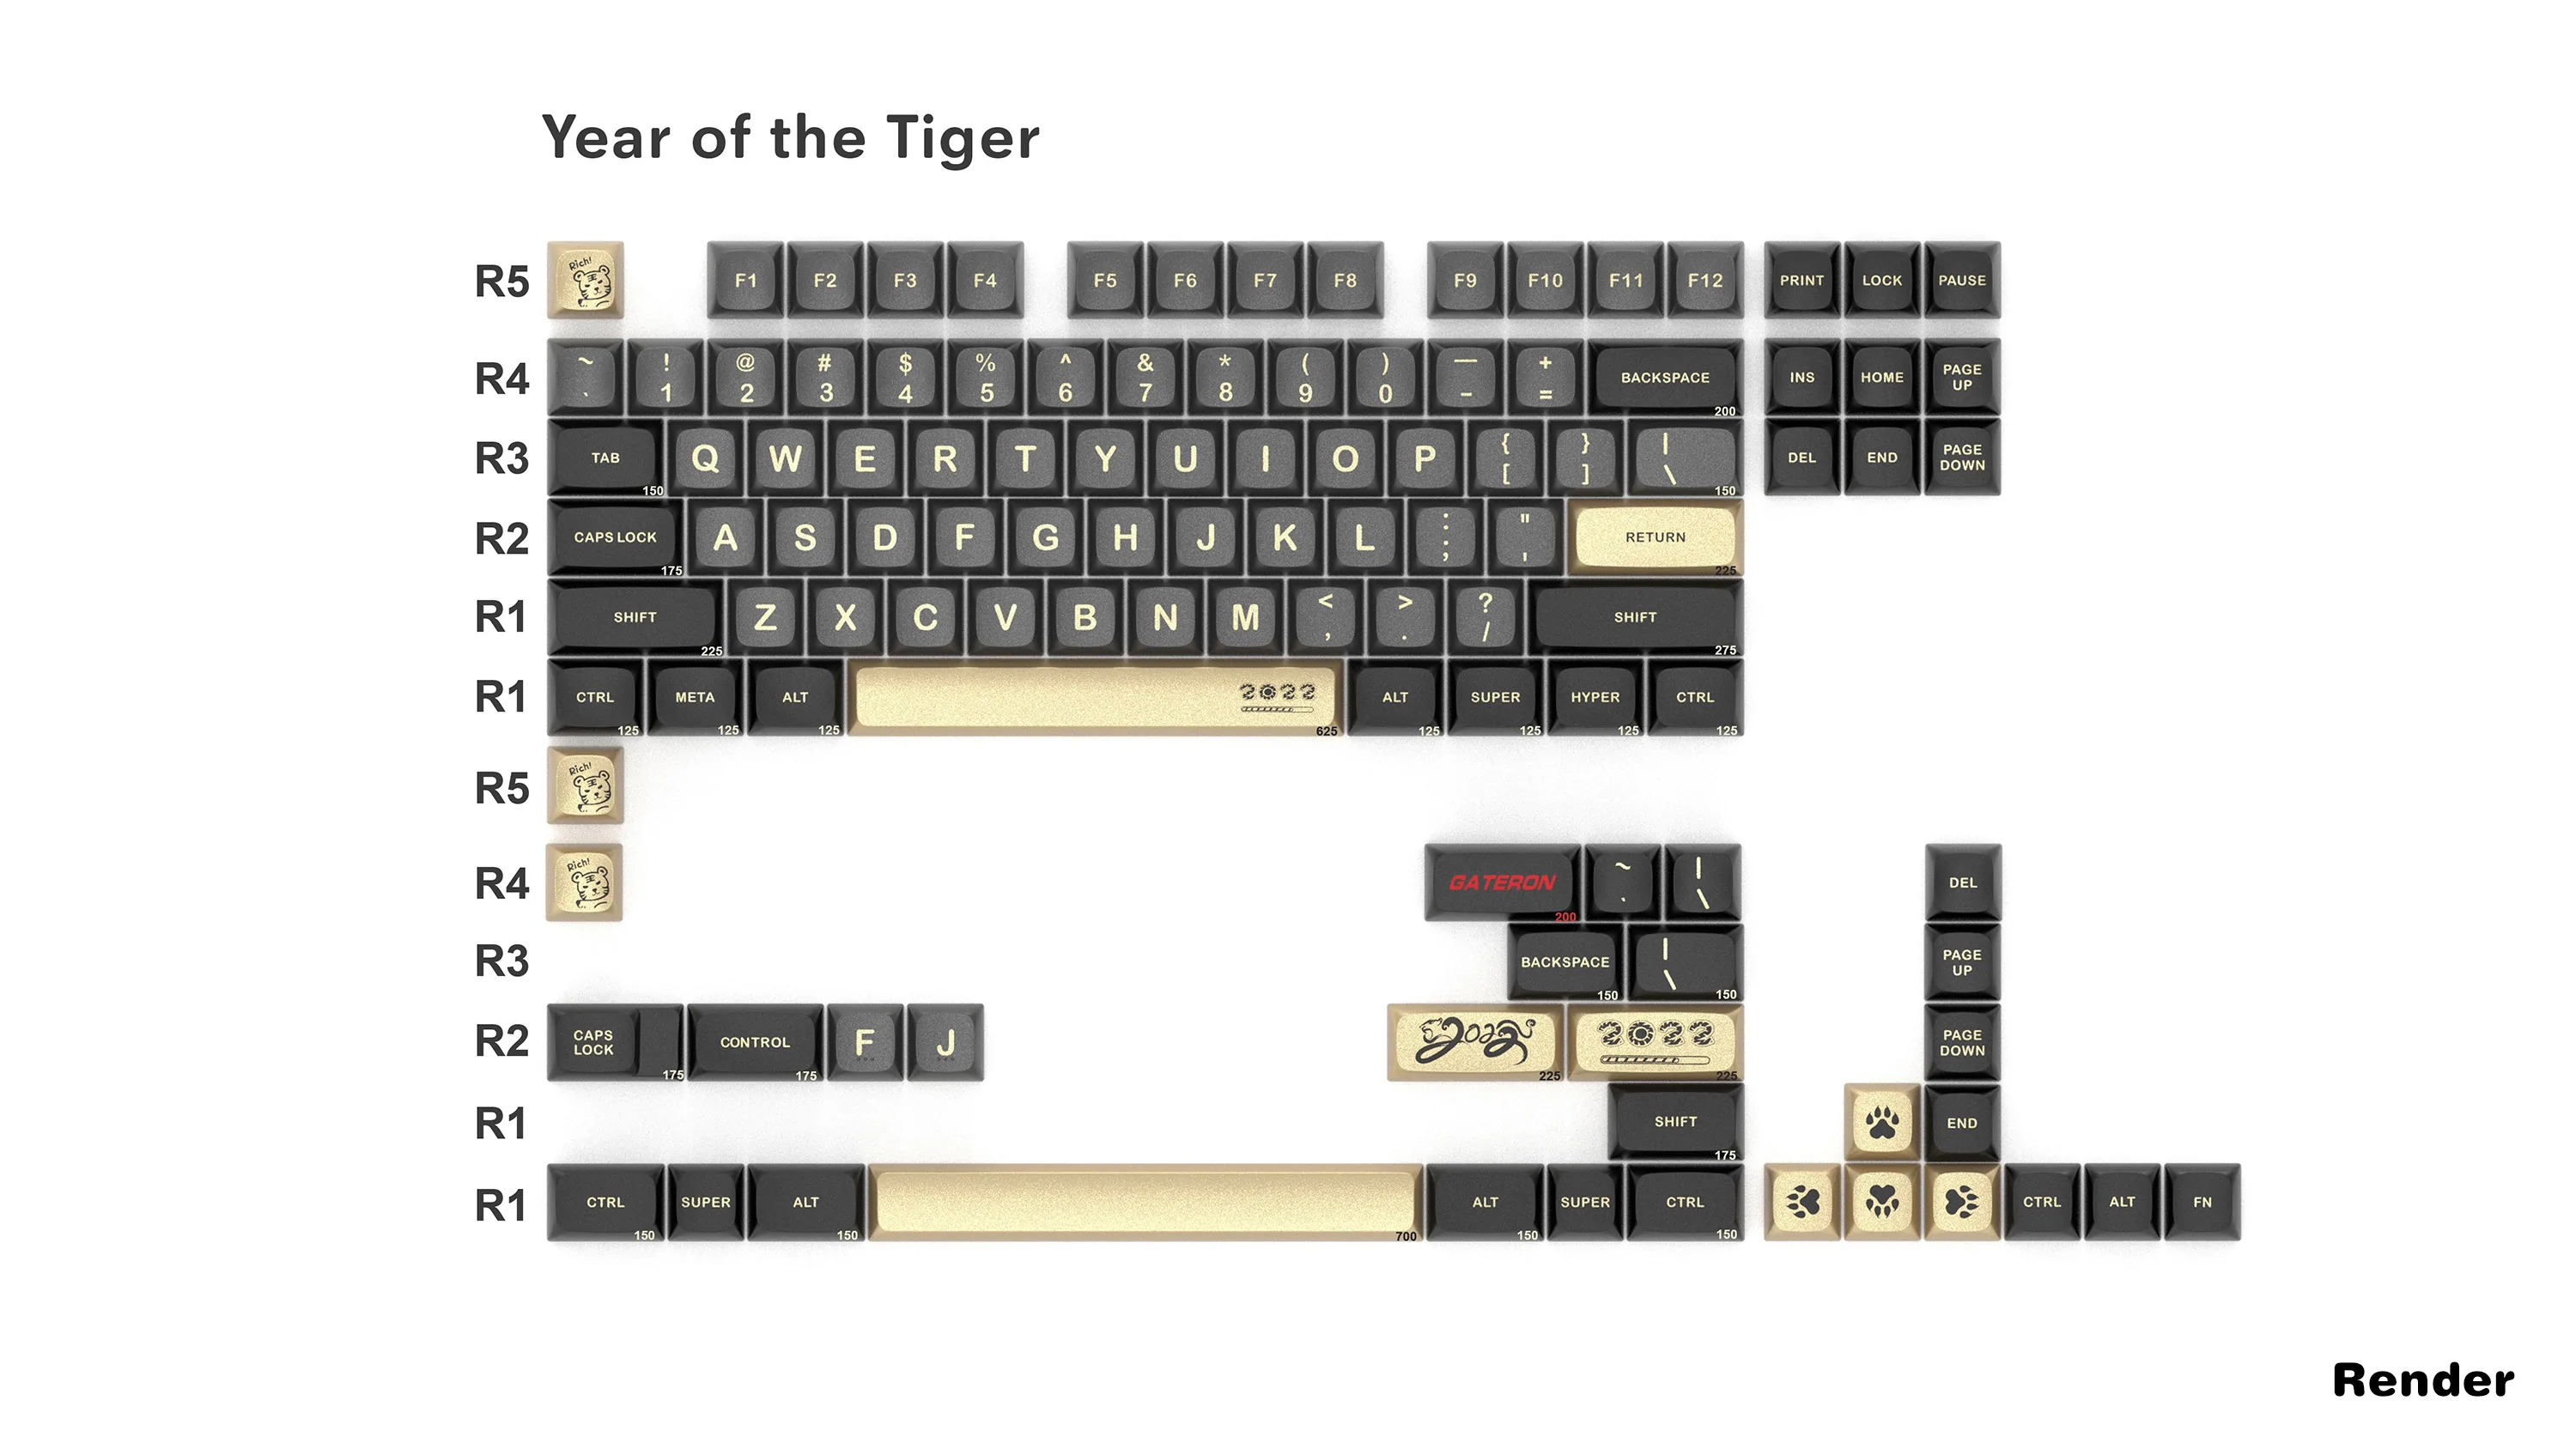 Year of the Tiger
R5 Rich! F1 F2 F3 F4 F5 F6 F7 F8 F9 F10 F11 F12 PRINT LOCK PAUSE
~ ! @ # $ % ^ & * ( ) — +
R4 ` 1 2 3 4 5 6 7 8 9 0 - = BACKSPACE 200 INS HOME PAGE UP
R3 TAB 150 Q W E R T Y U I O P { [ } ] | \ 150 DEL END PAGE DOWN
R2 CAPS LOCK 175 A S D F G H J K L : ; " ' RETURN 225
R1 SHIFT 225 Z X C V B N M < , > . ? / SHIFT 275
R1 CTRL 125 META 125 ALT 125 2022 625 ALT 125 SUPER 125 HYPER 125 CTRL 125
R5 Rich!
R4 Rich! GATERON 200 ~ ` | \ DEL
R3 BACKSPACE 150 | \ 150 PAGE UP
R2 CAPS LOCK 175 CONTROL 175 F J 2022 225 2022 225 PAGE DOWN
R1 SHIFT 175 END
R1 CTRL 150 SUPER ALT 150 700 ALT 150 SUPER CTRL 150 CTRL ALT FN
Render